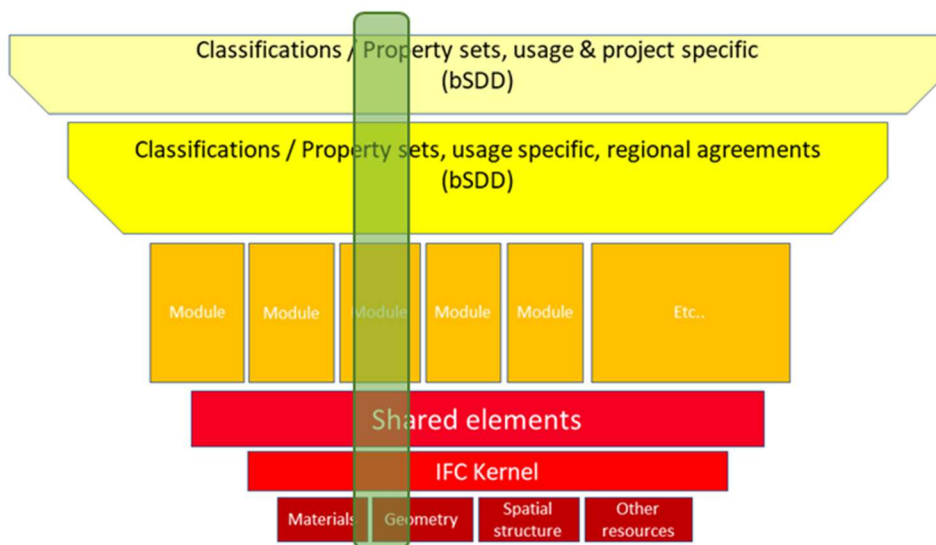 Classifications / Property sets, usage & project specific
(bSDD)
Classifications / Property sets, usage specific, regional agreements
(bSDD)
Module
Module
Module
Module
Module
Etc..
Shared elements
IFC Kernel
Materials
Geometry
Spatial
structure
Other
resources